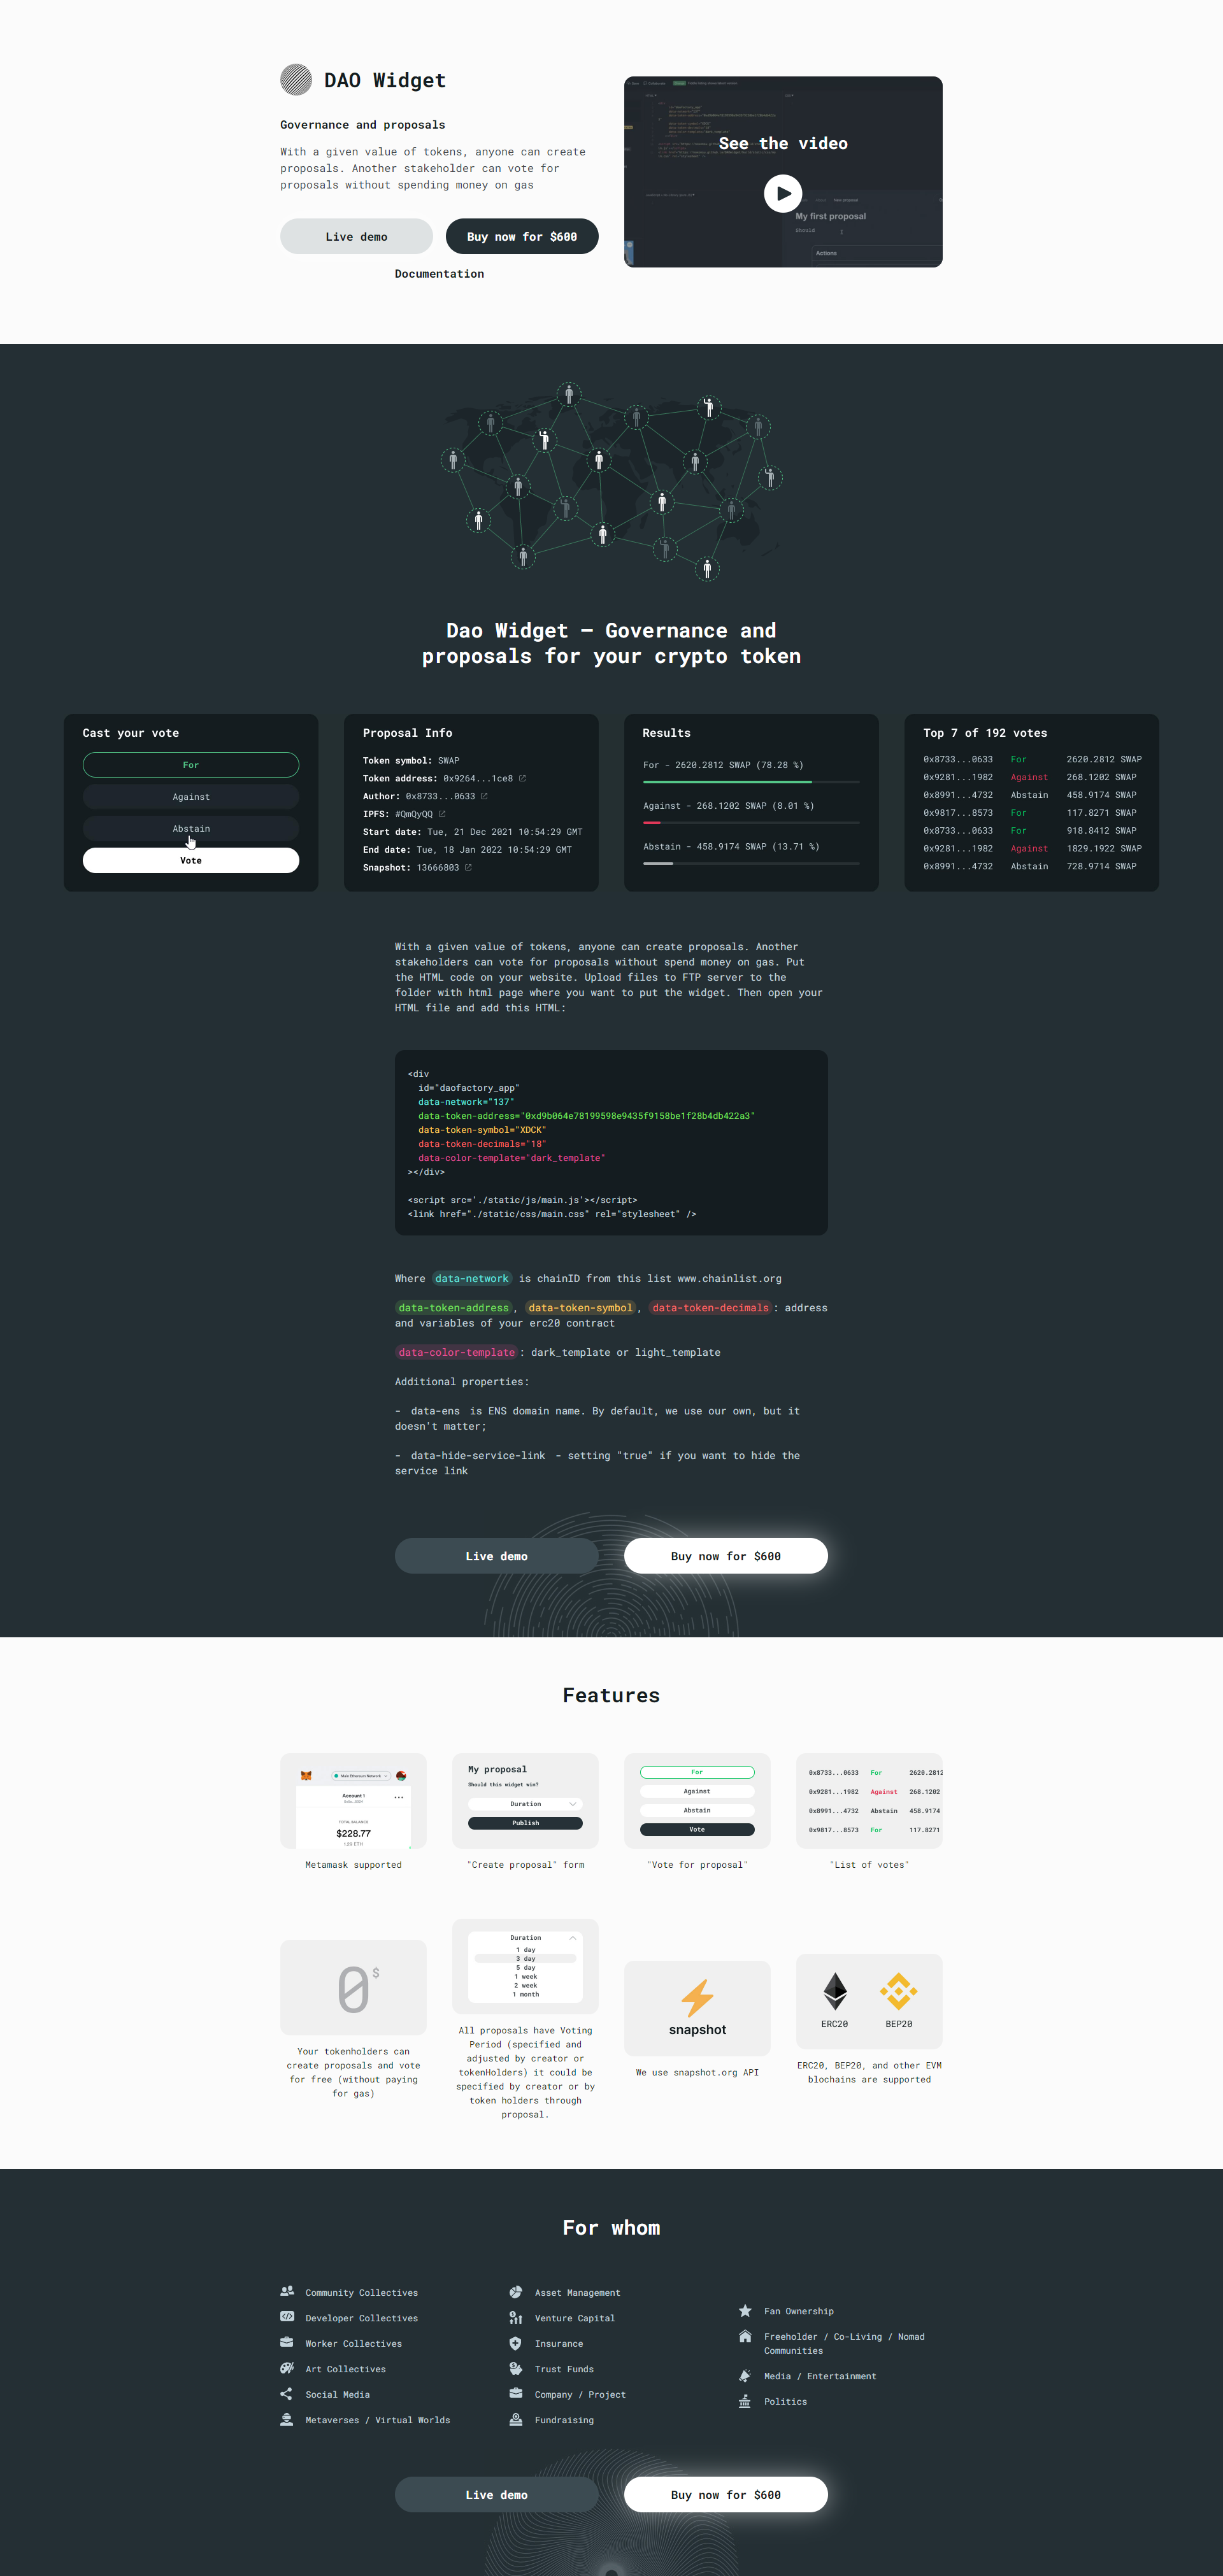 DAO Widget
Governance and proposals
With a given value of tokens, anyone can create
proposals. Another stakeholder can vote for
proposals without spending money on gas
Live demo
Buy now for $600
Documentation
See the video
New proposal
My first proposal
Should
Actions
Dao Widget — Governance and
proposals for your crypto token
Cast your vote
For
Against
Abstain
Vote
Proposal Info
Token symbol: SWAP
Token address: 0x9264...1ce8
Author: 0x8733...0633
IPFS: #QmQyQQ
Start date: Tue, 21 Dec 2021 10:54:29 GMT
End date: Tue, 18 Jan 2022 10:54:29 GMT
Snapshot: 13666803
Results
For - 2620.2812 SWAP (78.28 %)
Against - 268.1202 SWAP (8.01 %)
Abstain - 458.9174 SWAP (13.71 %)
Top 7 of 192 votes
0x8733...0633 For 2620.2812 SWAP
0x9281...1982 Against 268.1202 SWAP
0x8991...4732 Abstain 458.9174 SWAP
0x9817...8573 For 117.8271 SWAP
0x8733...0633 For 918.8412 SWAP
0x9281...1982 Against 1829.1922 SWAP
0x8991...4732 Abstain 728.9714 SWAP
With a given value of tokens, anyone can create proposals. Another
stakeholders can vote for proposals without spend money on gas. Put
the HTML code on your website. Upload files to FTP server to the
folder with html page where you want to put the widget. Then open your
HTML file and add this HTML:
<div
id="daofactory_app"
data-network="137"
data-token-address="0xd9b064e78199598e9435f9158be1f28b4db422a3"
data-token-symbol="XDCK"
data-token-decimals="18"
data-color-template="dark_template"
></div>
<script src='./static/js/main.js'></script>
<link href="./static/css/main.css" rel="stylesheet" />
Where data-network is chainID from this list www.chainlist.org
data-token-address, data-token-symbol, data-token-decimals: address
and variables of your erc20 contract
data-color-template: dark_template or light_template
Additional properties:
- data-ens is ENS domain name. By default, we use our own, but it
doesn't matter;
- data-hide-service-link - setting "true" if you want to hide the
service link
Live demo
Buy now for $600
Features
Main Ethereum Network
Account 1
TOTAL BALANCE
$228.77
1.29 ETH
Metamask supported
My proposal
Should this widget win?
Duration
Publish
"Create proposal" form
For
Against
Abstain
Vote
"Vote for proposal"
0x8733...0633 For 2620.2812
0x9281...1982 Against 268.1202
0x8991...4732 Abstain 458.9174
0x9817...8573 For 117.8271
"List of votes"
0$
Your tokenholders can
create proposals and vote
for free (without paying
for gas)
Duration
1 day
3 day
5 day
1 week
2 week
1 month
All proposals have Voting
Period (specified and
adjusted by creator or
tokenHolders) it could be
specified by creator or by
token holders through
proposal.
snapshot
We use snapshot.org API
ERC20
BEP20
ERC20, BEP20, and other EVM
blochains are supported
For whom
Community Collectives
Developer Collectives
Worker Collectives
Art Collectives
Social Media
Metaverses / Virtual Worlds
Asset Management
Venture Capital
Insurance
Trust Funds
Company / Project
Fundraising
Fan Ownership
Freeholder / Co-Living / Nomad
Communities
Media / Entertainment
Politics
Live demo
Buy now for $600